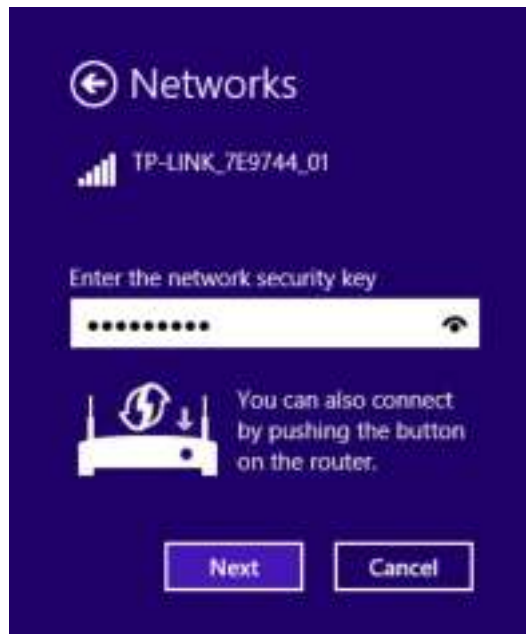 Networks
TP-LINK_7E9744_01
Enter the network security key
•••••••••
You can also connect
by pushing the button
on the router.
Next
Cancel